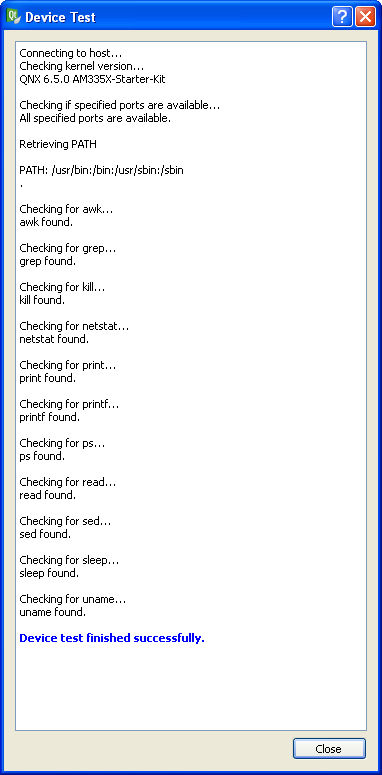 Device Test
Connecting to host...
Checking kernel version...
QNX 6.5.0 AM335X-Starter-Kit
Checking if specified ports are available...
All specified ports are available.
Retrieving PATH
PATH: /usr/bin:/bin:/usr/sbin:/sbin
.
Checking for awk...
awk found.
Checking for grep...
grep found.
Checking for kill...
kill found.
Checking for netstat...
netstat found.
Checking for print...
print found.
Checking for printf...
printf found.
Checking for ps...
ps found.
Checking for read...
read found.
Checking for sed...
sed found.
Checking for sleep...
sleep found.
Checking for uname...
uname found.
Device test finished successfully.
Close